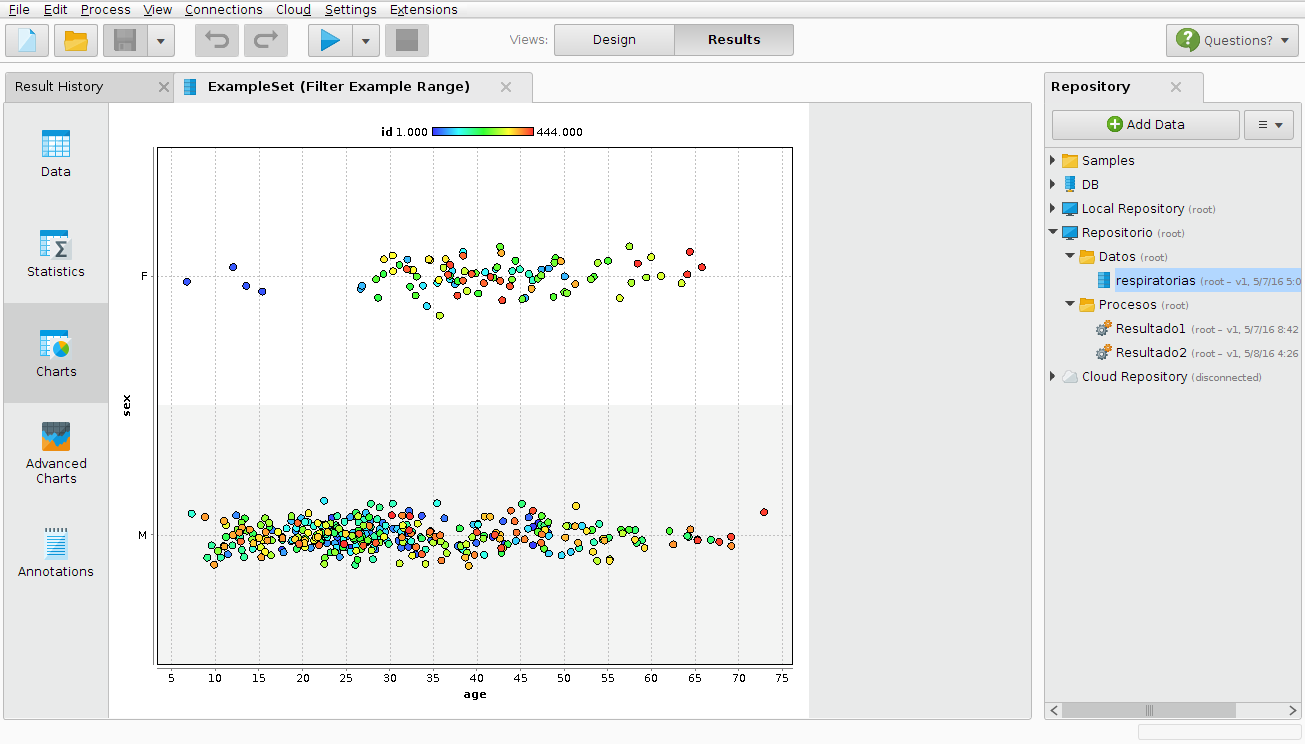 File Edit Process View Connections Cloud Settings Extensions
Views: Design Results Questions?
Result History ExampleSet (Filter Example Range)
Data
Statistics
Charts
Advanced
Charts
Annotations
id 1.000 444.000
sex
F
M
5 10 15 20 25 30 35 40 45 50 55 60 65 70 75
age
Repository
Add Data
Samples
DB
Local Repository (root)
Repositorio (root)
Datos (root)
respiratorias (root – v1, 5/7/16 5:0
Procesos (root)
Resultado1 (root – v1, 5/7/16 8:42
Resultado2 (root – v1, 5/8/16 4:26
Cloud Repository (disconnected)